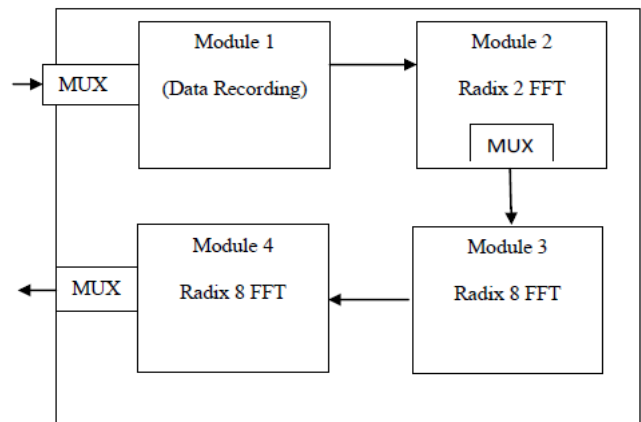 MUX
Module 1
(Data Recording)
Module 2
Radix 2 FFT
MUX
Module 3
Radix 8 FFT
Module 4
Radix 8 FFT
MUX